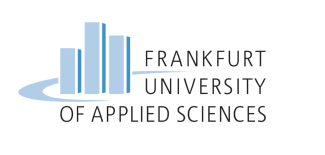 FRANKFURT
UNIVERSITY
OF APPLIED SCIENCES